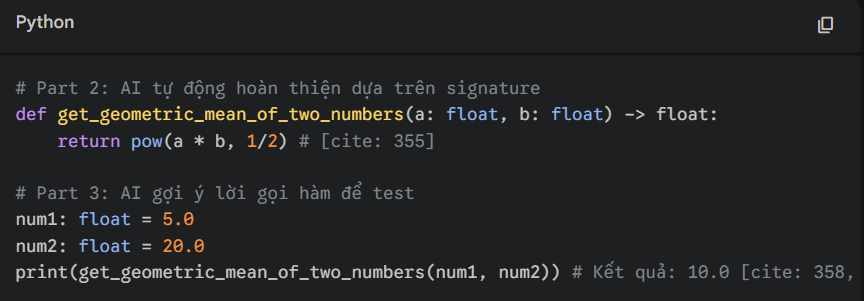 Python
# Part 2: AI tự động hoàn thiện dựa trên signature
def get_geometric_mean_of_two_numbers(a: float, b: float) -> float:
    return pow(a * b, 1/2) # [cite: 355]
# Part 3: AI gợi ý lời gọi hàm để test
num1: float = 5.0
num2: float = 20.0
print(get_geometric_mean_of_two_numbers(num1, num2)) # Kết quả: 10.0 [cite: 358,